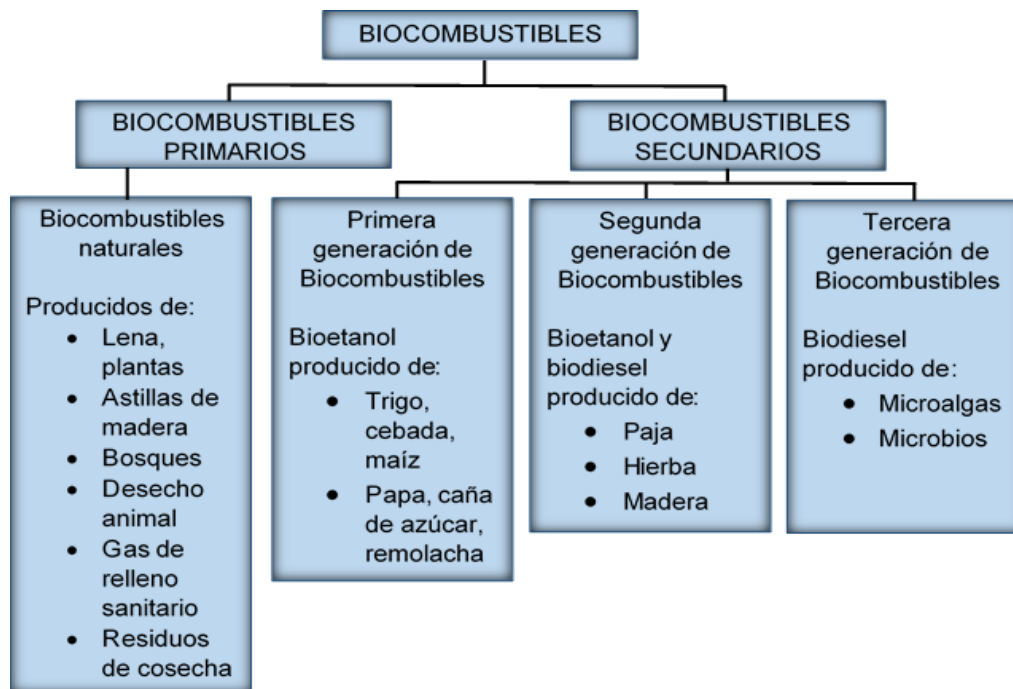 BIOCOMBUSTIBLES
BIOCOMBUSTIBLES
PRIMARIOS
BIOCOMBUSTIBLES
SECUNDARIOS
Biocombustibles
naturales
Producidos de:
• Lena,
plantas
• Astillas de
madera
• Bosques
• Desecho
animal
• Gas de
relleno
sanitario
• Residuos
de cosecha
Primera
generación de
Biocombustibles
Bioetanol
producido de:
• Trigo,
cebada,
maíz
• Papa, caña
de azúcar,
remolacha
Segunda
generación de
Biocombustibles
Bioetanol y
biodiesel
producido de:
• Paja
• Hierba
• Madera
Tercera
generación de
Biocombustibles
Biodiesel
producido de:
• Microalgas
• Microbios